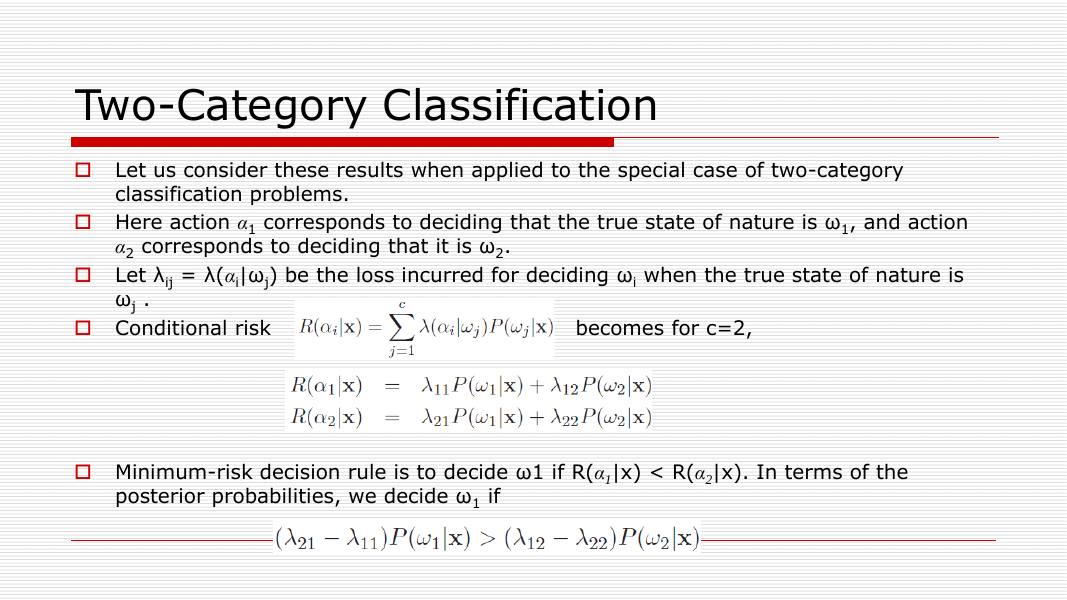 Two-Category Classification
Let us consider these results when applied to the special case of two-category
classification problems.
Here action α₁ corresponds to deciding that the true state of nature is ω₁, and action
α₂ corresponds to deciding that it is ω₂.
Let λᵢⱼ = λ(αᵢ|ωⱼ) be the loss incurred for deciding ωᵢ when the true state of nature is
ωⱼ .
Conditional risk R(αᵢ|x) = ∑_{j=1}^{c} λ(αᵢ|ωⱼ)P(ωⱼ|x) becomes for c=2,
R(α₁|x) = λ₁₁P(ω₁|x) + λ₁₂P(ω₂|x)
R(α₂|x) = λ₂₁P(ω₁|x) + λ₂₂P(ω₂|x)
Minimum-risk decision rule is to decide ω1 if R(α₁|x) < R(α₂|x). In terms of the
posterior probabilities, we decide ω₁ if
(λ₂₁ − λ₁₁)P(ω₁|x) > (λ₁₂ − λ₂₂)P(ω₂|x)